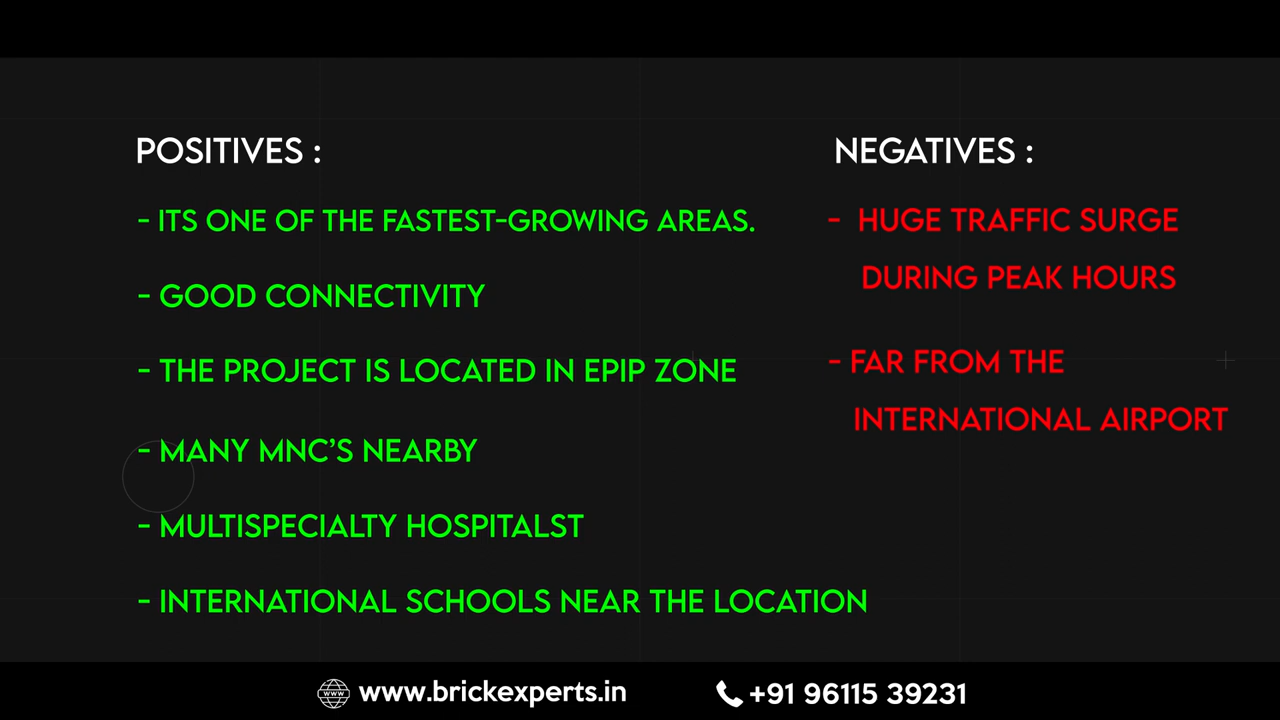 POSITIVES :
- ITS ONE OF THE FASTEST-GROWING AREAS.
- GOOD CONNECTIVITY
- THE PROJECT IS LOCATED IN EPIP ZONE
- MANY MNC’S NEARBY
- MULTISPECIALTY HOSPITALST
- INTERNATIONAL SCHOOLS NEAR THE LOCATION
NEGATIVES :
- HUGE TRAFFIC SURGE
DURING PEAK HOURS
- FAR FROM THE
INTERNATIONAL AIRPORT
www www.brickexperts.in
+91 96115 39231